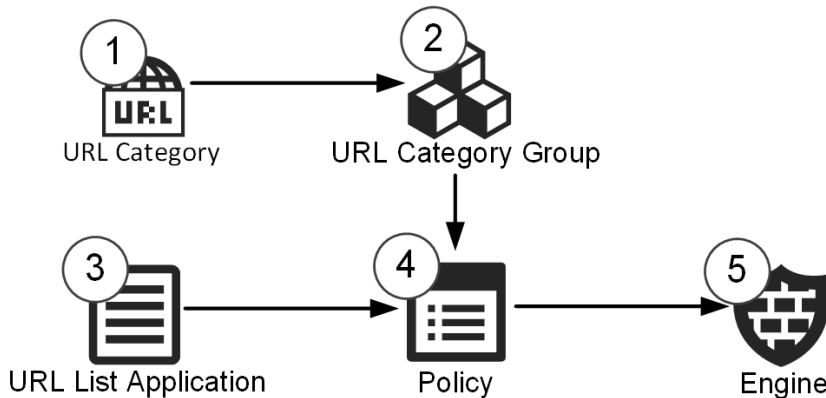 1
2
URL
URL Category
URL Category Group
3
4
5
URL List Application
Policy
Engine